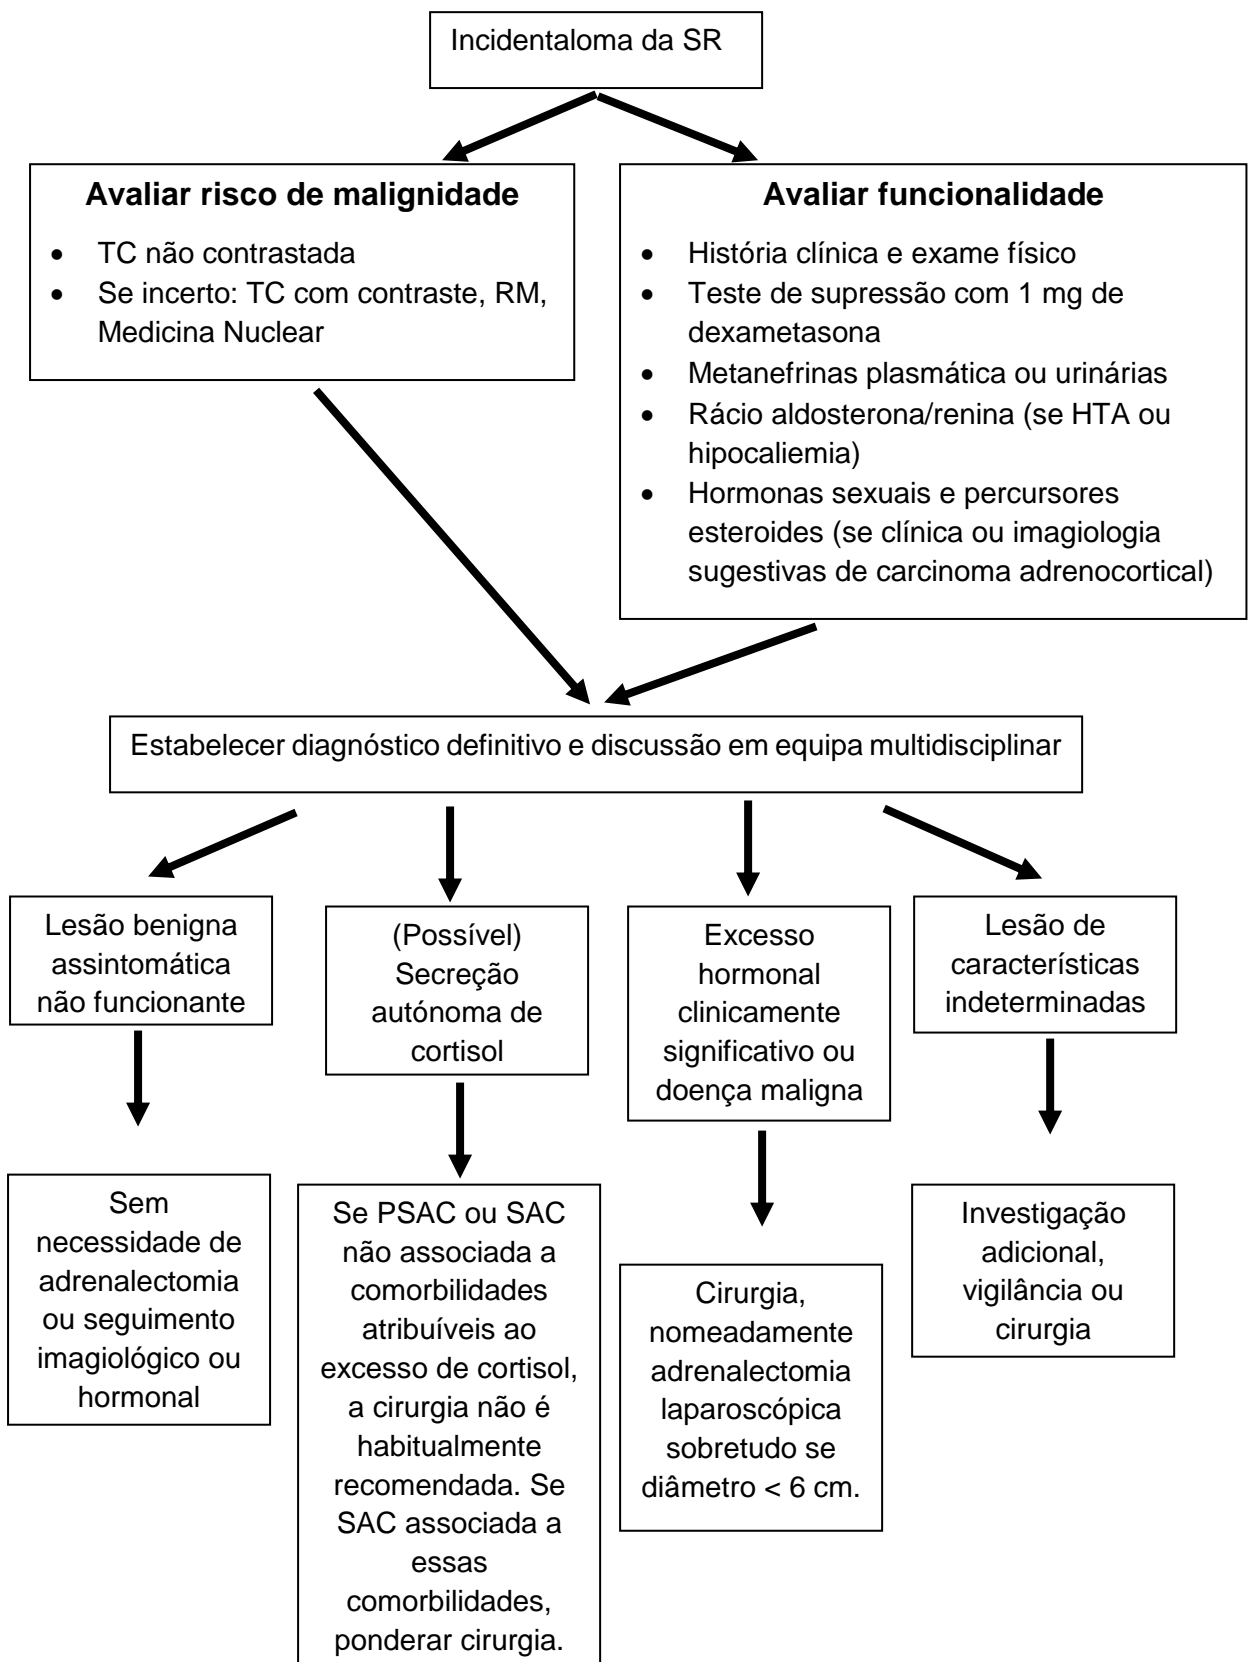 Incidentaloma da SR
Avaliar risco de malignidade
• TC não contrastada
• Se incerto: TC com contraste, RM,
Medicina Nuclear
Avaliar funcionalidade
• História clínica e exame físico
• Teste de supressão com 1 mg de
dexametasona
• Metanefrinas plasmática ou urinárias
• Rácio aldosterona/renina (se HTA ou
hipocaliemia)
• Hormonas sexuais e percursores
esteroides (se clínica ou imagiologia
sugestivas de carcinoma adrenocortical)
Estabelecer diagnóstico definitivo e discussão em equipa multidisciplinar
Lesão benigna
assintomática
não funcionante
(Possível)
Secreção
autónoma de
cortisol
Excesso
hormonal
clinicamente
significativo ou
doença maligna
Lesão de
características
indeterminadas
Sem
necessidade de
adrenalectomia
ou seguimento
imagiológico ou
hormonal
Se PSAC ou SAC
não associada a
comorbilidades
atribuíveis ao
excesso de cortisol,
a cirurgia não é
habitualmente
recomendada. Se
SAC associada a
essas
comorbilidades,
ponderar cirurgia.
Cirurgia,
nomeadamente
adrenalectomia
laparoscópica
sobretudo se
diâmetro < 6 cm.
Investigação
adicional,
vigilância ou
cirurgia